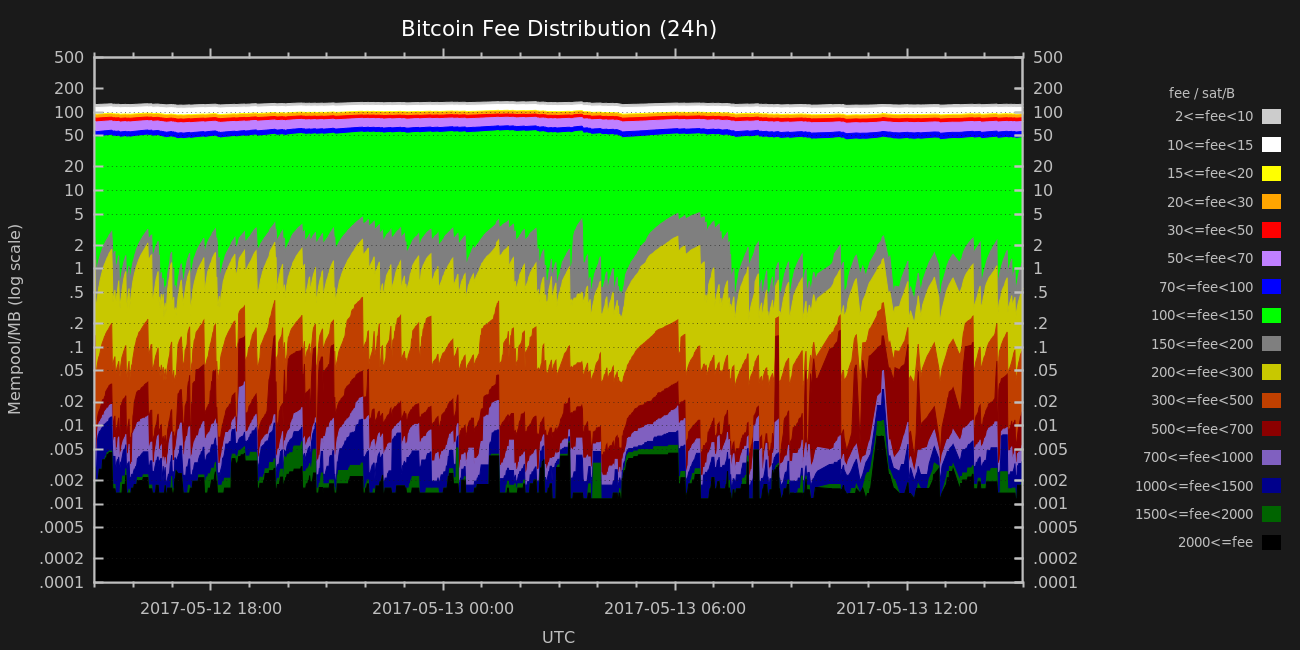 Bitcoin Fee Distribution (24h)
Mempool/MB (log scale)
500
200
100
50
20
10
5
2
1
.5
.2
.1
.05
.02
.01
.005
.002
.001
.0005
.0002
.0001
500
200
100
50
20
10
5
2
1
.5
.2
.1
.05
.02
.01
.005
.002
.001
.0005
.0002
.0001
2017-05-12 18:00
2017-05-13 00:00
2017-05-13 06:00
2017-05-13 12:00
UTC
fee / sat/B
2<=fee<10
10<=fee<15
15<=fee<20
20<=fee<30
30<=fee<50
50<=fee<70
70<=fee<100
100<=fee<150
150<=fee<200
200<=fee<300
300<=fee<500
500<=fee<700
700<=fee<1000
1000<=fee<1500
1500<=fee<2000
2000<=fee